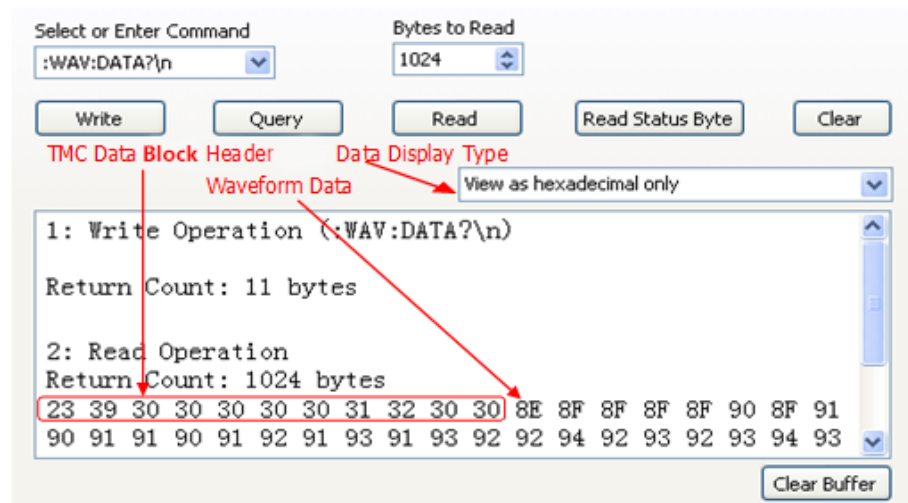 Select or Enter Command Bytes to Read
:WAV:DATA?\n 1024
Write Query Read Read Status Byte Clear
TMC Data Block Header Data Display Type
Waveform Data View as hexadecimal only
1: Write Operation (:WAV:DATA?\n)
Return Count: 11 bytes
2: Read Operation
Return Count: 1024 bytes
23 39 30 30 30 30 30 31 32 30 30 8E 8F 8F 8F 8F 90 8F 91
90 91 91 90 91 92 91 93 91 93 92 92 94 92 93 92 93 94 93
Clear Buffer